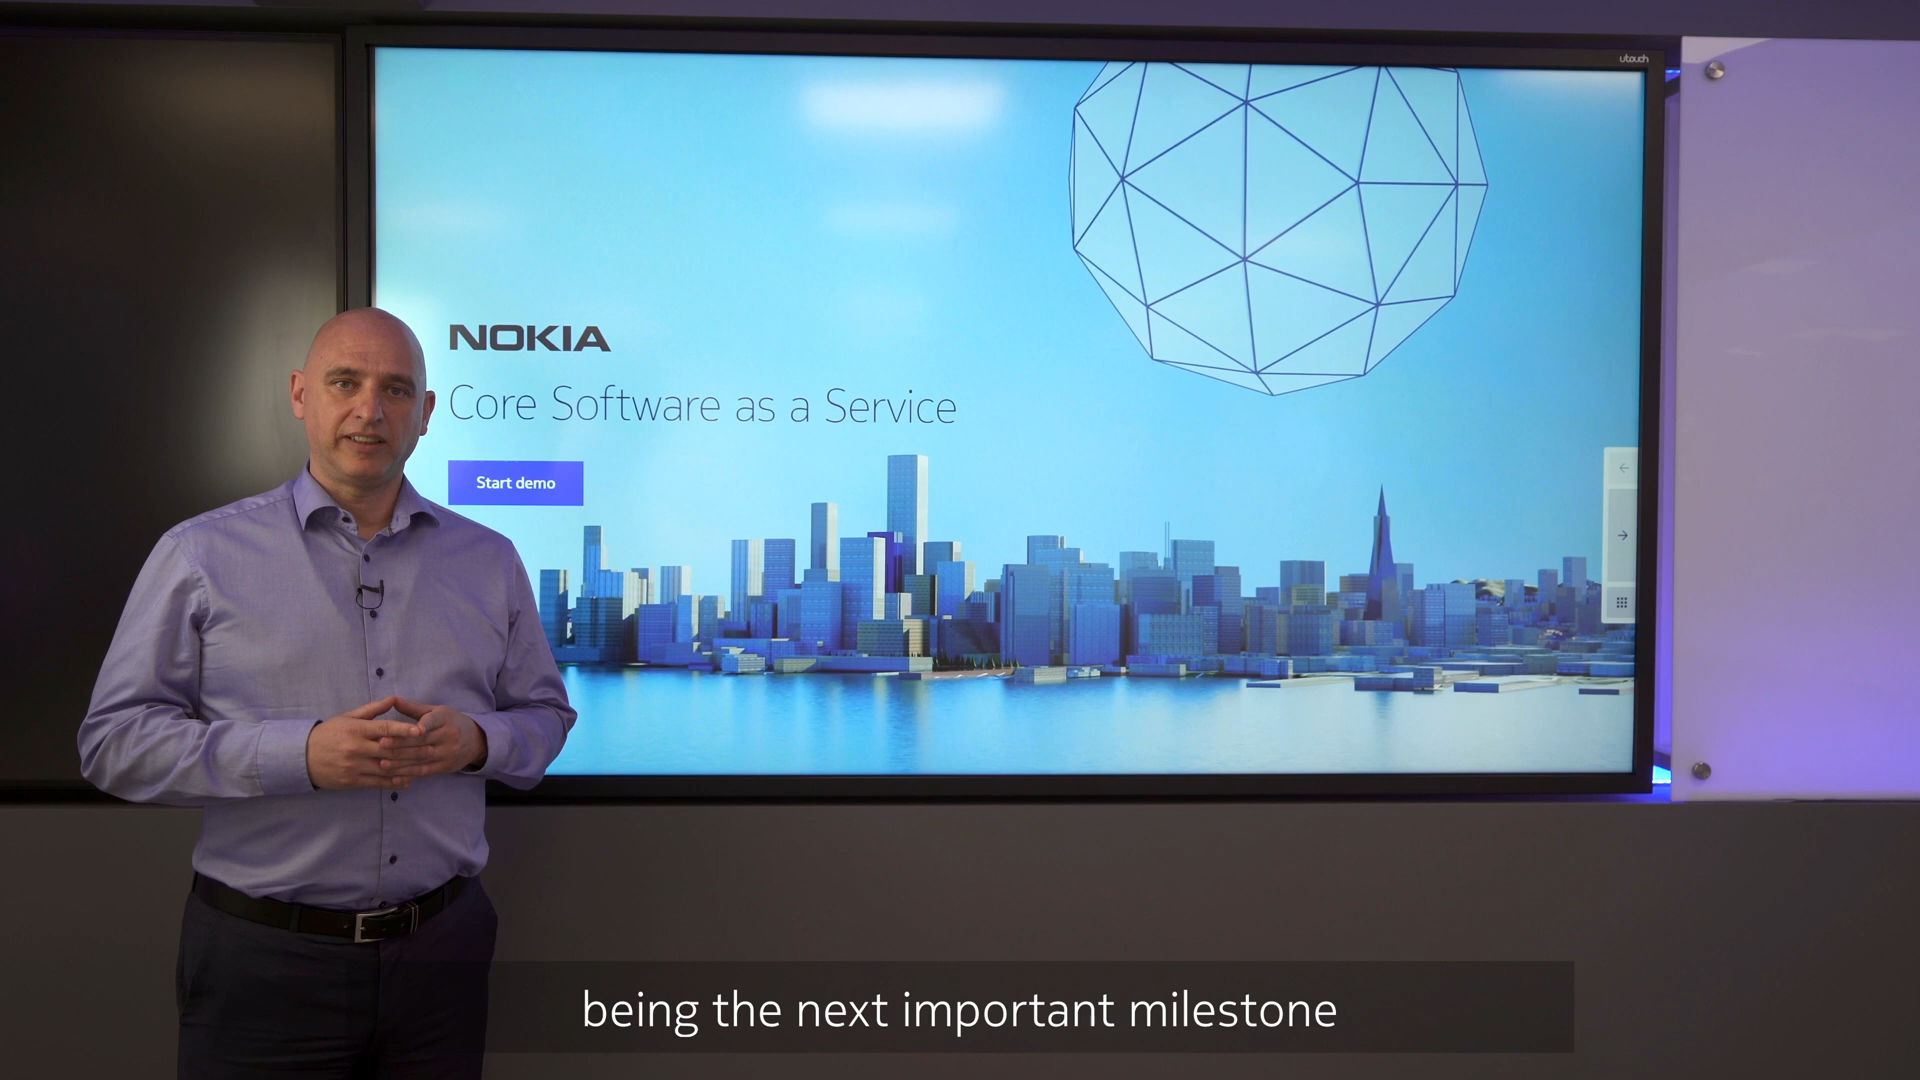 utouch
NOKIA
Core Software as a Service
Start demo
being the next important milestone